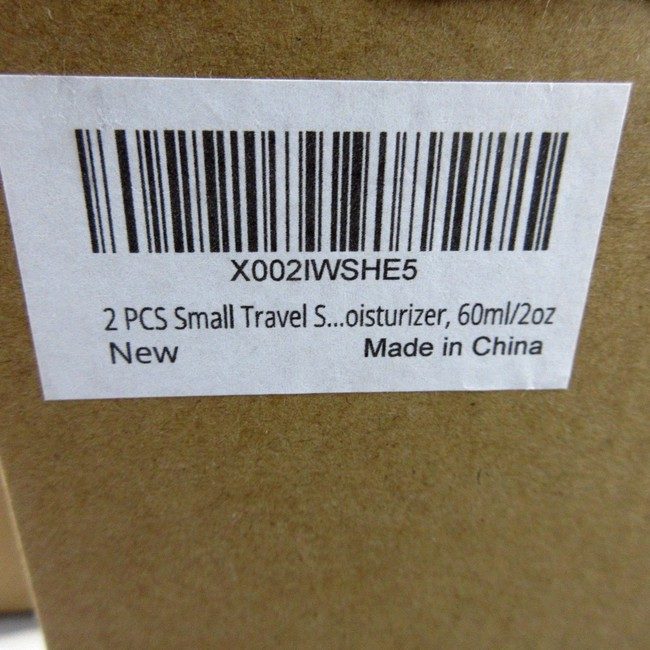 X002IWSHE5
2 PCS Small Travel S...oisturizer, 60ml/2oz
New Made in China